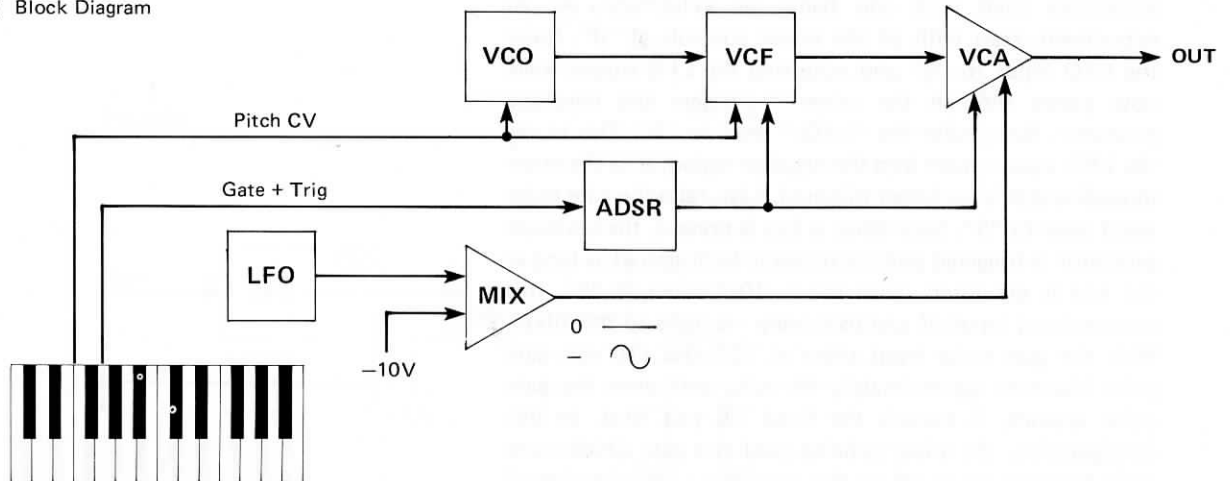 Block Diagram
VCO
VCF
VCA
OUT
Pitch CV
Gate + Trig
ADSR
LFO
MIX
0 –
–
–10V